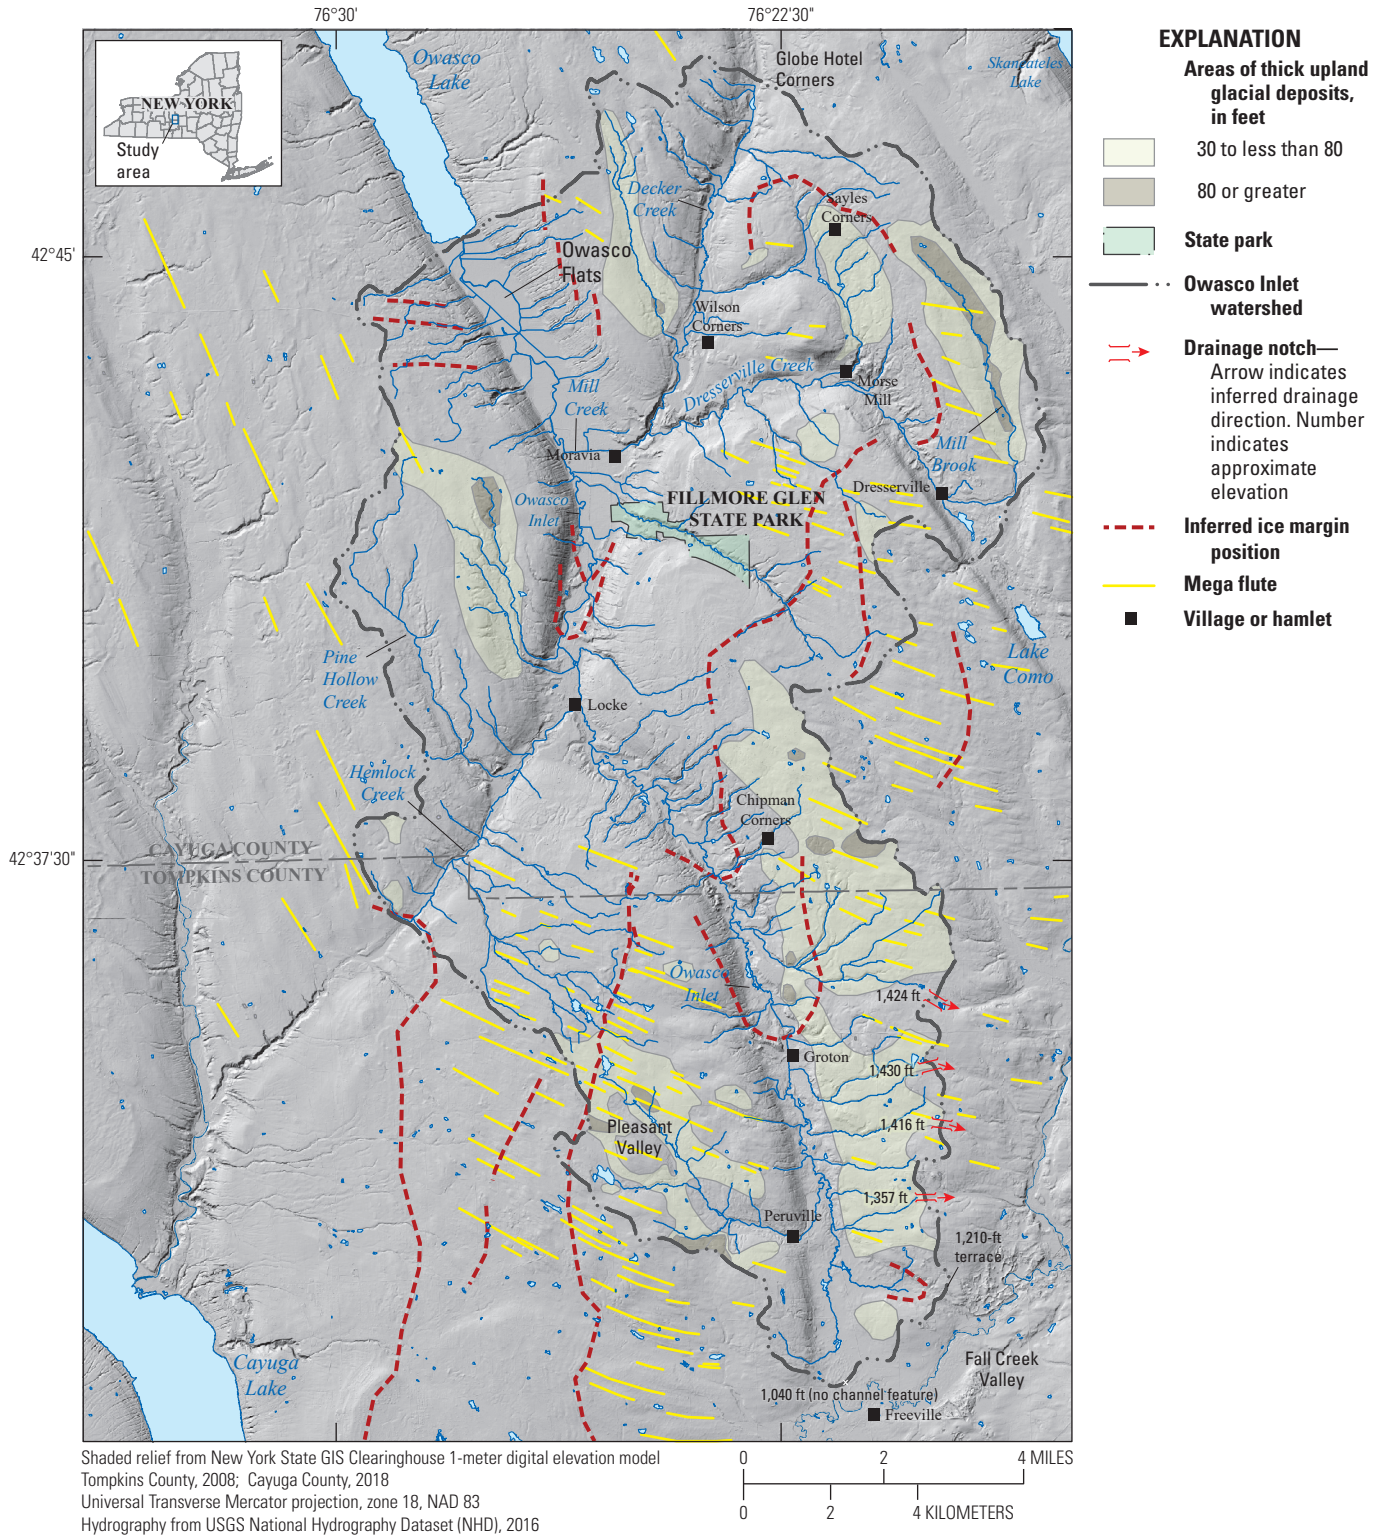 76°30'
76°22'30"
42°45'
42°37'30"
NEW YORK
Study
area
Owasco
Lake
Globe Hotel
Corners
Skaneateles
Lake
Decker
Creek
Sayles
Corners
Owasco
Flats
Wilson
Corners
Dresserville Creek
Morse
Mill
Mill
Creek
Moravia
Mill
Brook
Dresserville
Owasco
Inlet
FILLMORE GLEN
STATE PARK
Pine
Hollow
Creek
Lake
Como
Locke
Hemlock
Creek
Chipman
Corners
CAYUGA COUNTY
TOMPKINS COUNTY
Owasco
Inlet
1,424 ft
Groton
1,430 ft
1,416 ft
Pleasant
Valley
1,357 ft
Peruville
1,210-ft
terrace
Cayuga
Lake
Fall Creek
Valley
1,040 ft (no channel feature)
Freeville
EXPLANATION
Areas of thick upland
glacial deposits,
in feet
30 to less than 80
80 or greater
State park
Owasco Inlet
watershed
Drainage notch—
Arrow indicates
inferred drainage
direction. Number
indicates
approximate
elevation
Inferred ice margin
position
Mega flute
Village or hamlet
Shaded relief from New York State GIS Clearinghouse 1-meter digital elevation model
Tompkins County, 2008; Cayuga County, 2018
Universal Transverse Mercator projection, zone 18, NAD 83
Hydrography from USGS National Hydrography Dataset (NHD), 2016
0 2 4 MILES
0 2 4 KILOMETERS